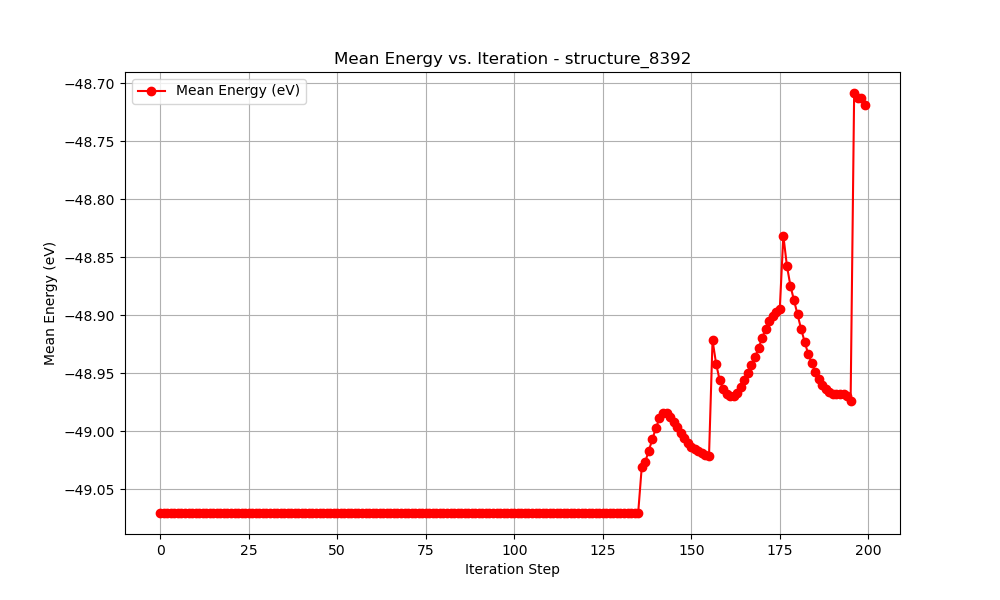 Mean Energy vs. Iteration - structure_8392
Mean Energy (eV)
−48.70
−48.75
−48.80
−48.85
−48.90
−48.95
−49.00
−49.05
Mean Energy (eV)
0 25 50 75 100 125 150 175 200
Iteration Step